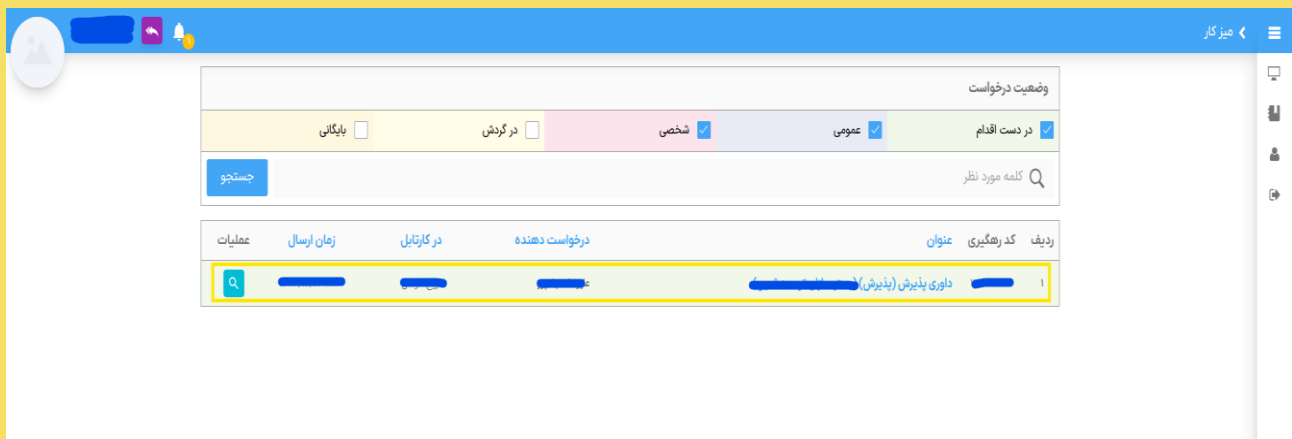 میز کار
1
وضعیت درخواست
در دست اقدام عمومی شخصی در گردش بایگانی
کلمه مورد نظر جستجو
ردیف کد رهگیری عنوان درخواست دهنده در کارتابل زمان ارسال عملیات
۱ داوری پذیرش (پذیرش)